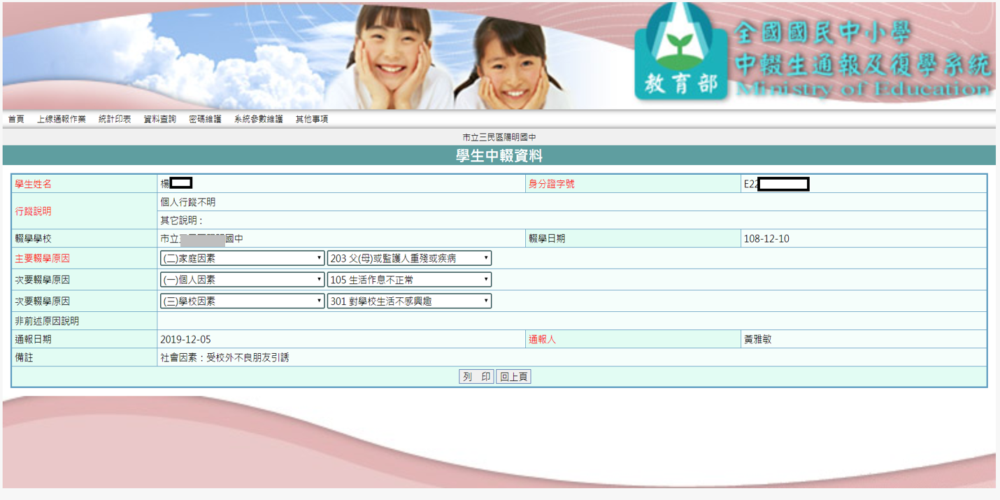 教育部
全國國民中小學
中輟生通報及復學系統
Ministry of Education
首頁 上線通報作業 統計印表 資料查詢 密碼維護 系統參數維護 其他事項
市立三民區陽明國中
學生中輟資料
學生姓名 楊 身分證字號 E22
行蹤說明 個人行蹤不明
其它說明：
輟學學校 市立 國中 輟學日期 108-12-10
主要輟學原因 (二)家庭因素 203 父(母)或監護人重殘或疾病
次要輟學原因 (一)個人因素 105 生活作息不正常
次要輟學原因 (三)學校因素 301 對學校生活不感興趣
非前述原因說明
通報日期 2019-12-05 通報人 黃雅敏
備註 社會因素：受校外不良朋友引誘
列 印 回上頁